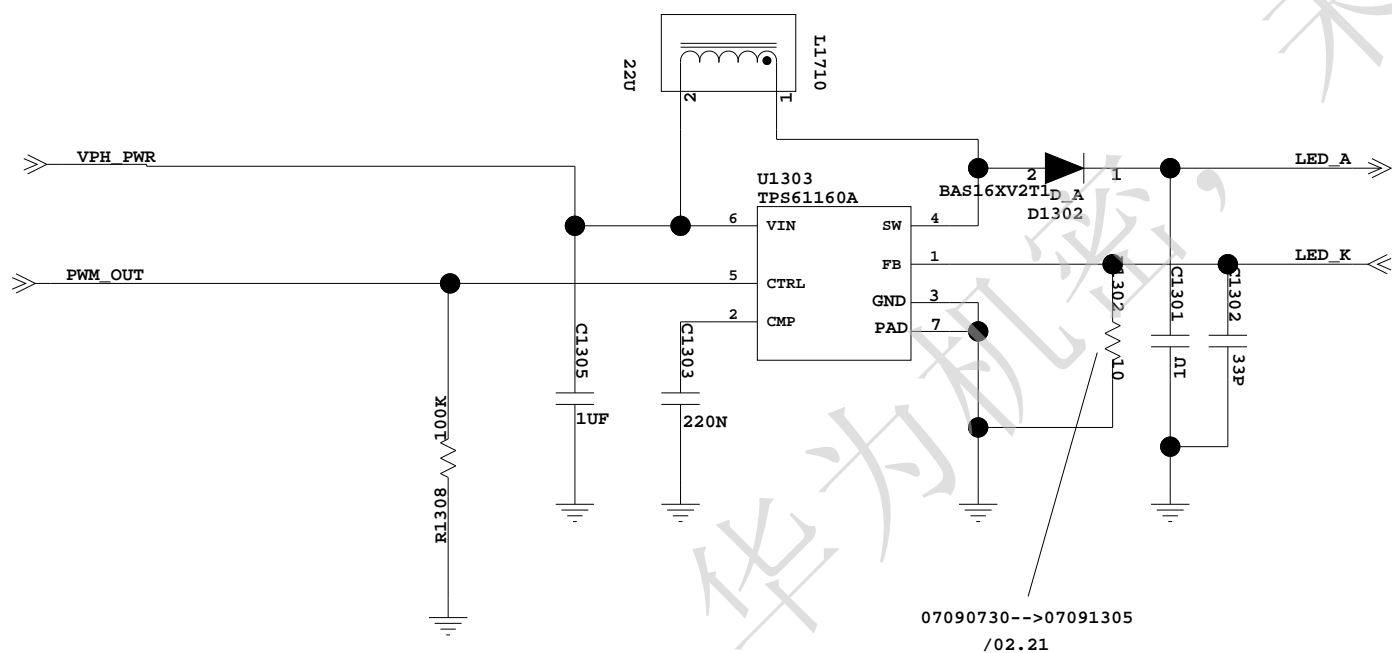 L1710
22U
2
1
VPH_PWR
LED_A
U1303
TPS61160A
2
1
BAS16XV2T1
D_A
D1302
6
VIN
SW
4
FB
1
LED_K
PWM_OUT
5
CTRL
GND
3
2
CMP
PAD
7
C1305
1UF
C1303
220N
1302
10
C1301
1U
C1302
33P
100K
R1308
07090730-->07091305
/02.21
华为机密，